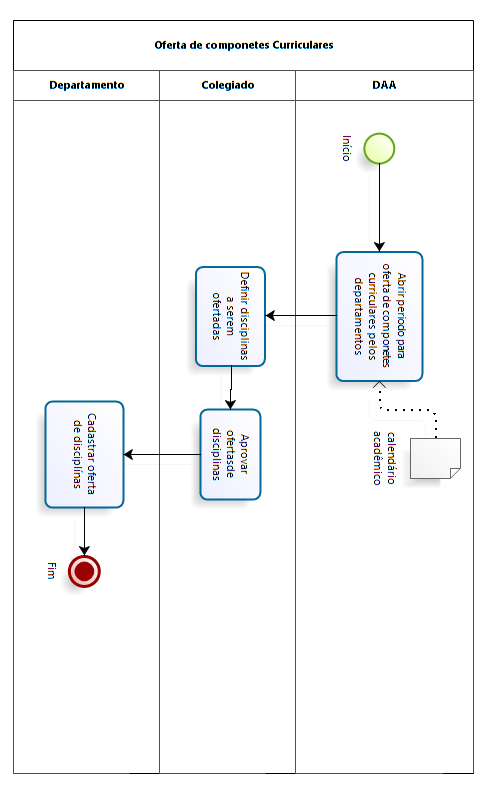 Oferta de componetes Curriculares
Departamento
Colegiado
DAA
Início
Abrir período para
oferta de componetes
curriculares pelos
departamentos
calendário
acadêmico
Definir disciplinas
a serem
ofertadas
Aprovar
ofertasde
disciplinas
Cadastrar oferta
de disciplinas
Fim